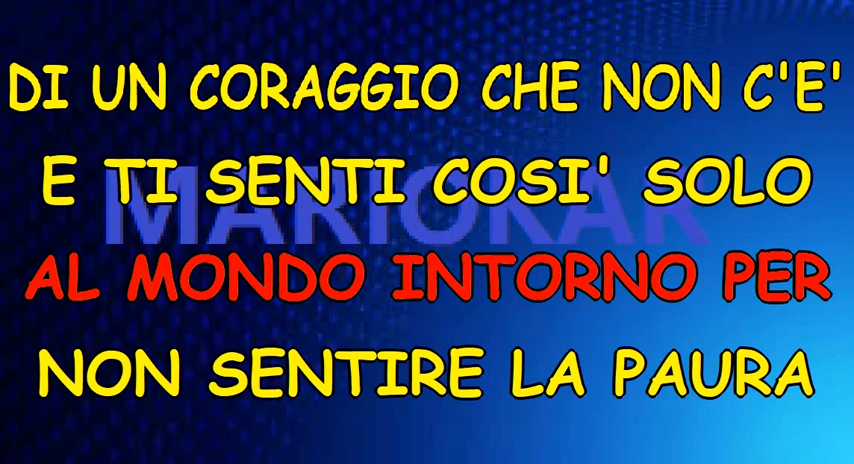 DI UN CORAGGIO CHE NON C'E'
E TI SENTI COSI' SOLO
MARIOKAR
AL MONDO INTORNO PER
NON SENTIRE LA PAURA